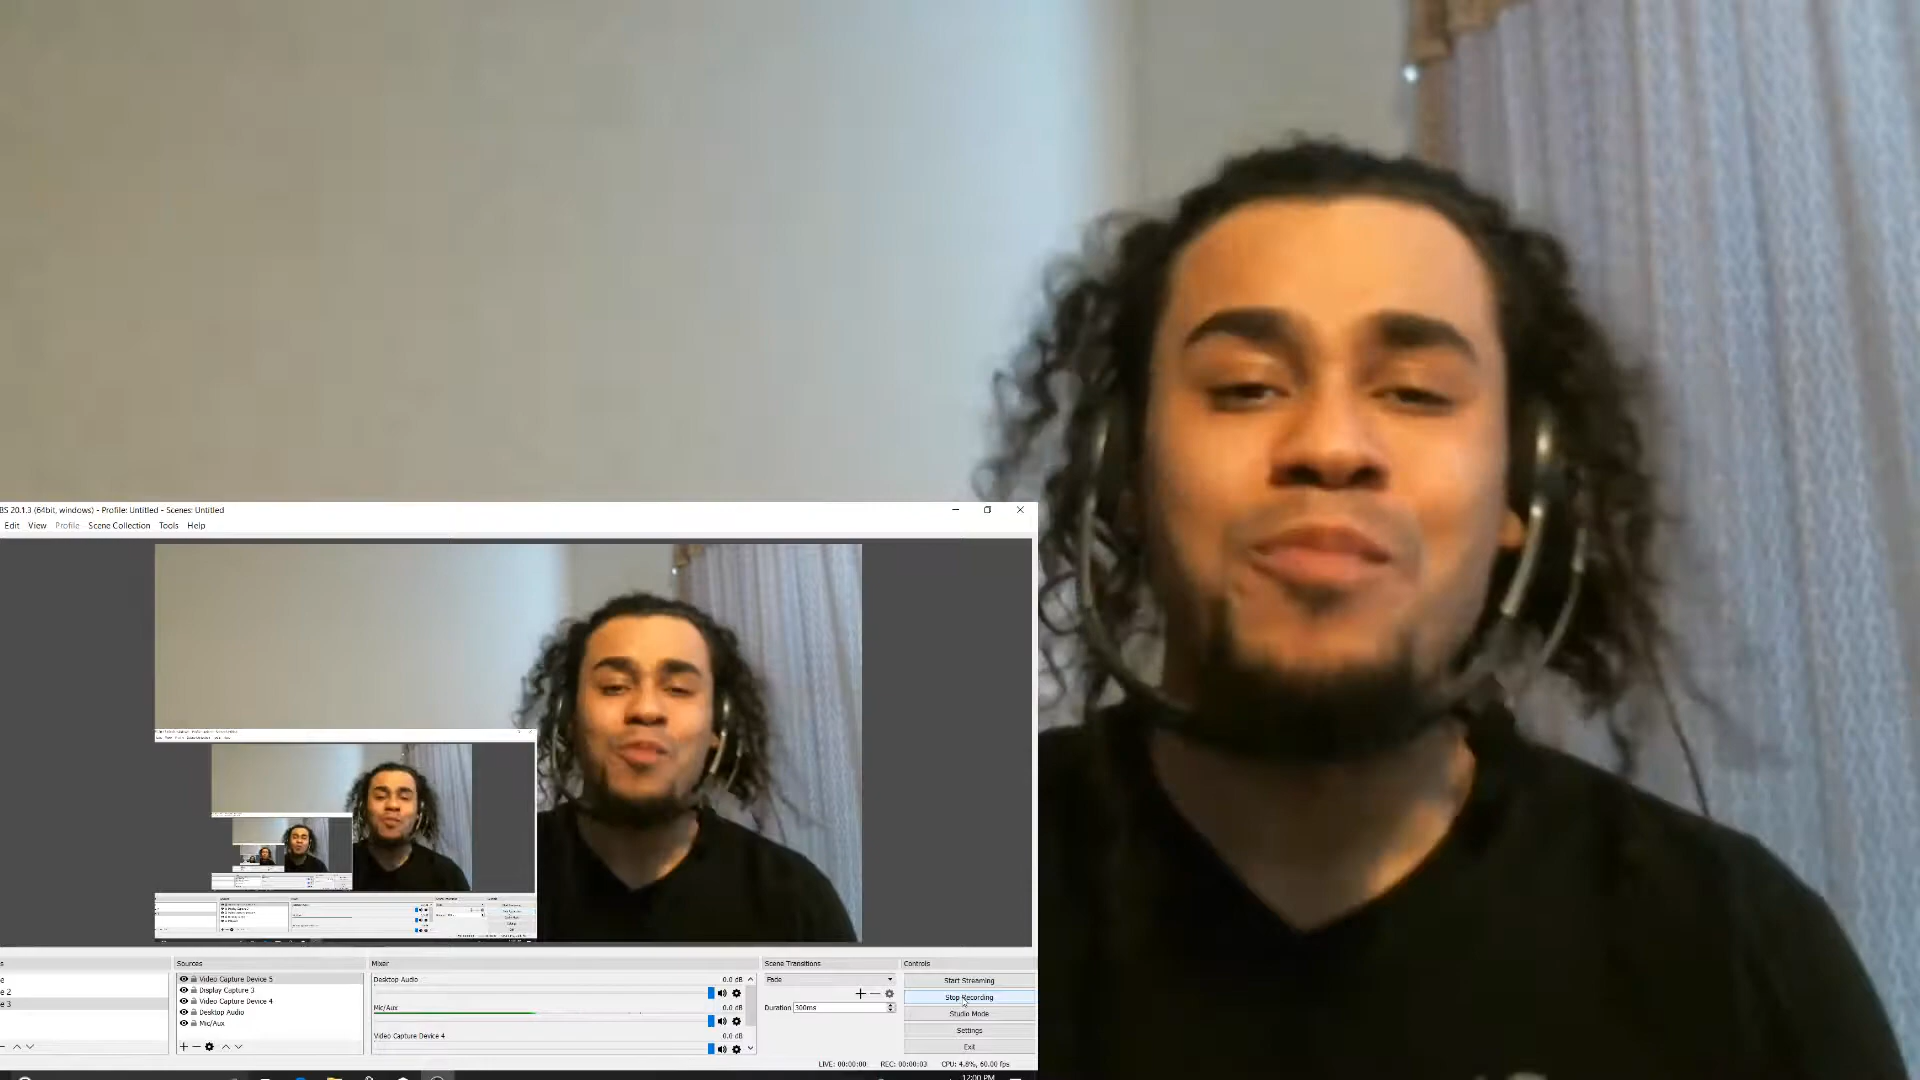 BS 20.1.3 (64bit, windows) - Profile: Untitled - Scenes: Untitled
Edit View Profile Scene Collection Tools Help
Sources
Mixer
Scene Transitions
Controls
Video Capture Device 5
Display Capture 3
Video Capture Device 4
Desktop Audio
Mic/Aux
Desktop Audio 0.0 dB
Mic/Aux 0.0 dB
Video Capture Device 4 0.0 dB
Fade
Duration 300ms
Start Streaming
Stop Recording
Studio Mode
Settings
Exit
LIVE: 00:00:00 REC: 00:00:03 CPU: 4.8%, 60.00 fps
12:00 PM